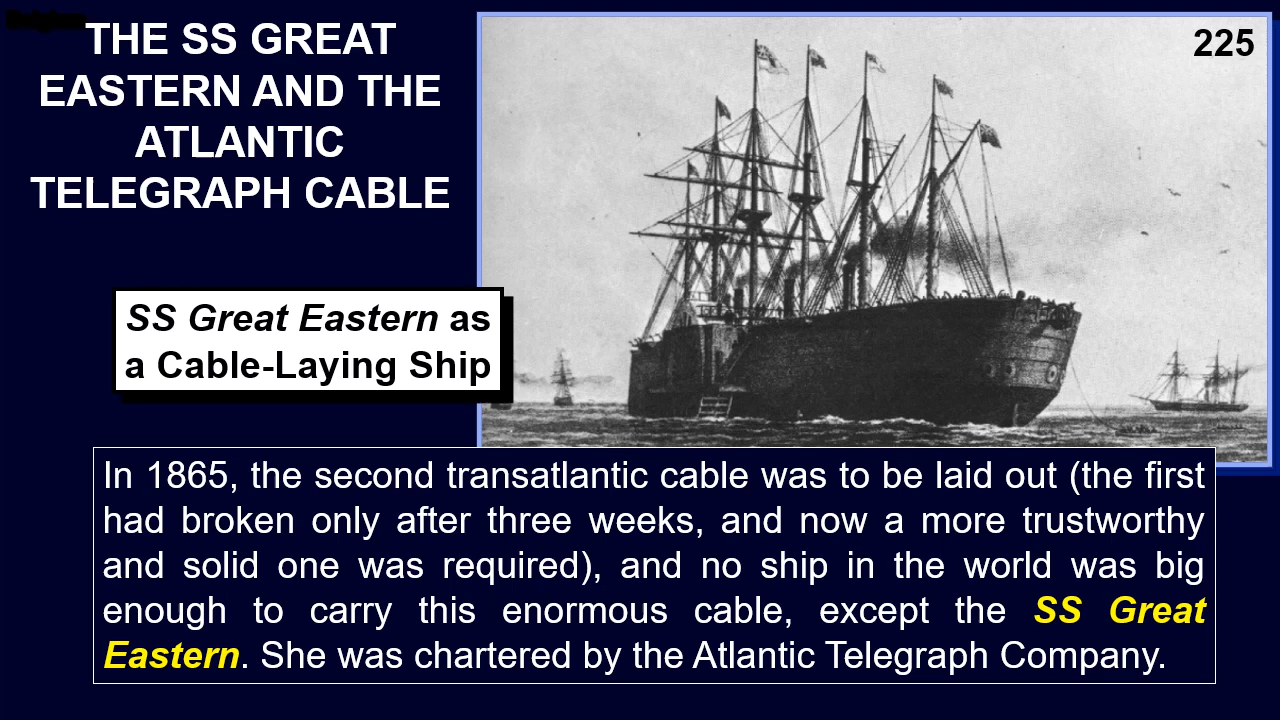 THE SS GREAT
EASTERN AND THE
ATLANTIC
TELEGRAPH CABLE
225
SS Great Eastern as
a Cable-Laying Ship
In 1865, the second transatlantic cable was to be laid out (the first
had broken only after three weeks, and now a more trustworthy
and solid one was required), and no ship in the world was big
enough to carry this enormous cable, except the SS Great
Eastern. She was chartered by the Atlantic Telegraph Company.